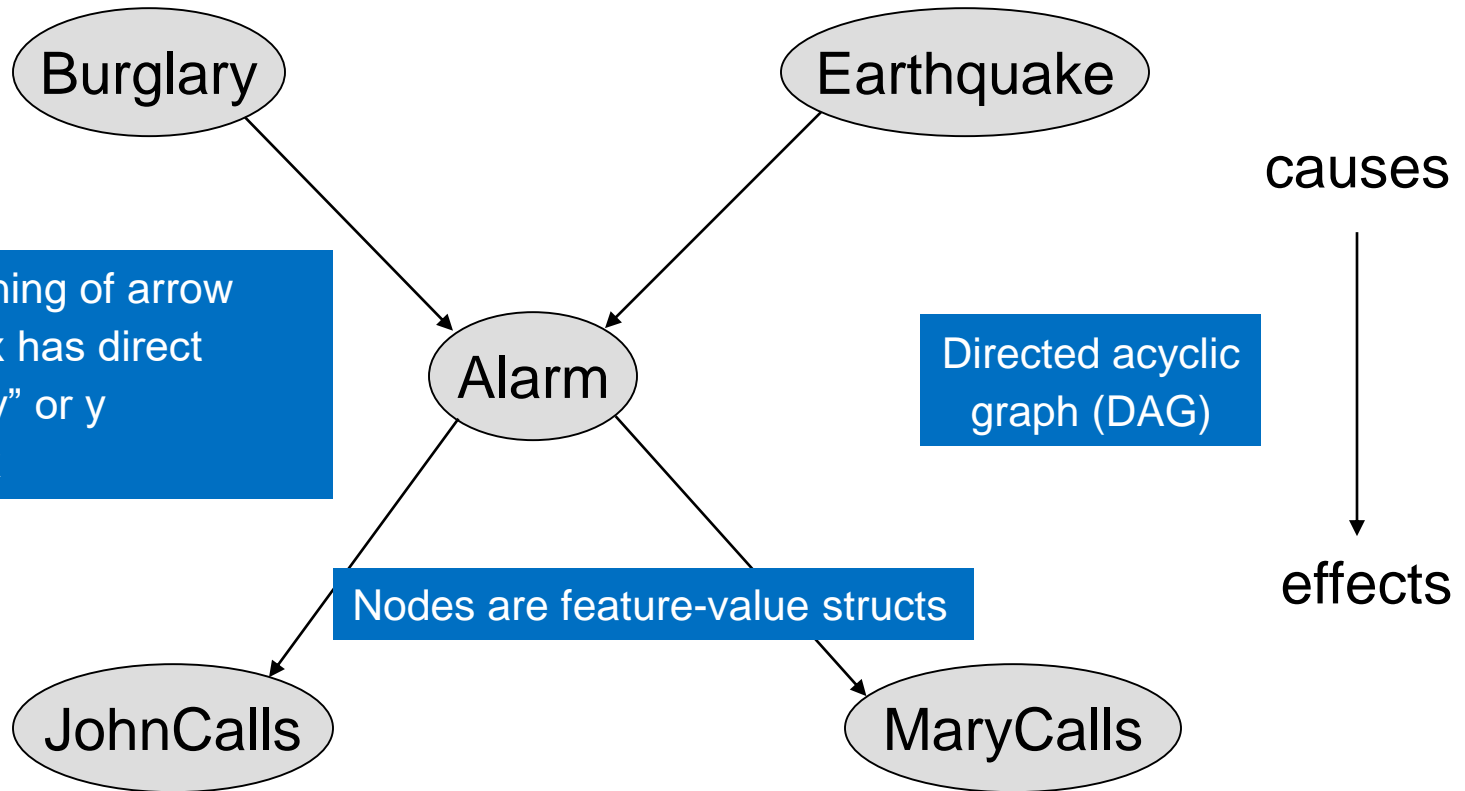 Burglary
Earthquake
causes
of arrow
has direct
y” or y
Alarm
Directed acyclic
graph (DAG)
Nodes are feature-value structs
effects
JohnCalls
MaryCalls